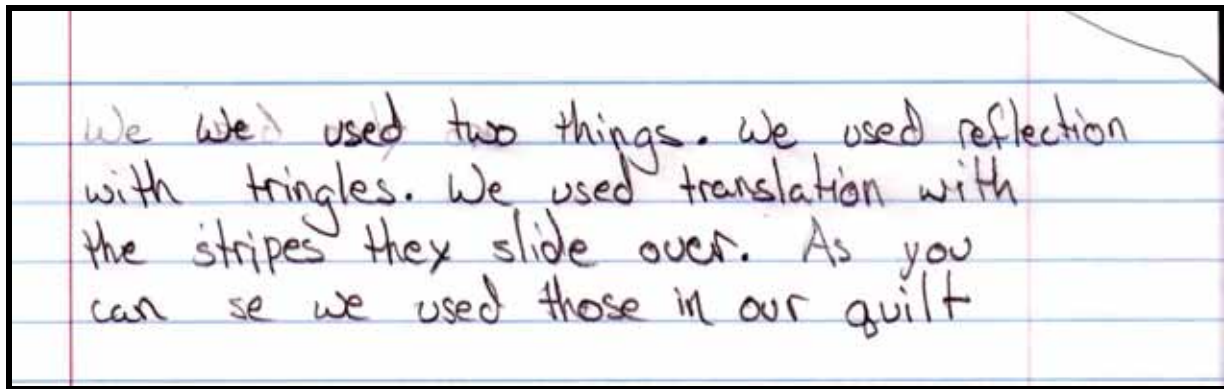 We we used two things. We used reflection
with tringles. We used translation with
the stripes they slide over. As you
can se we used those in our quilt